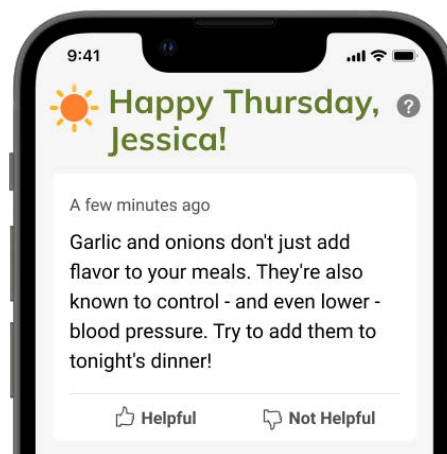 9:41
Happy Thursday,
?
Jessica!
A few minutes ago
Garlic and onions don't just add
flavor to your meals. They're also
known to control - and even lower -
blood pressure. Try to add them to
tonight's dinner!
Helpful Not Helpful